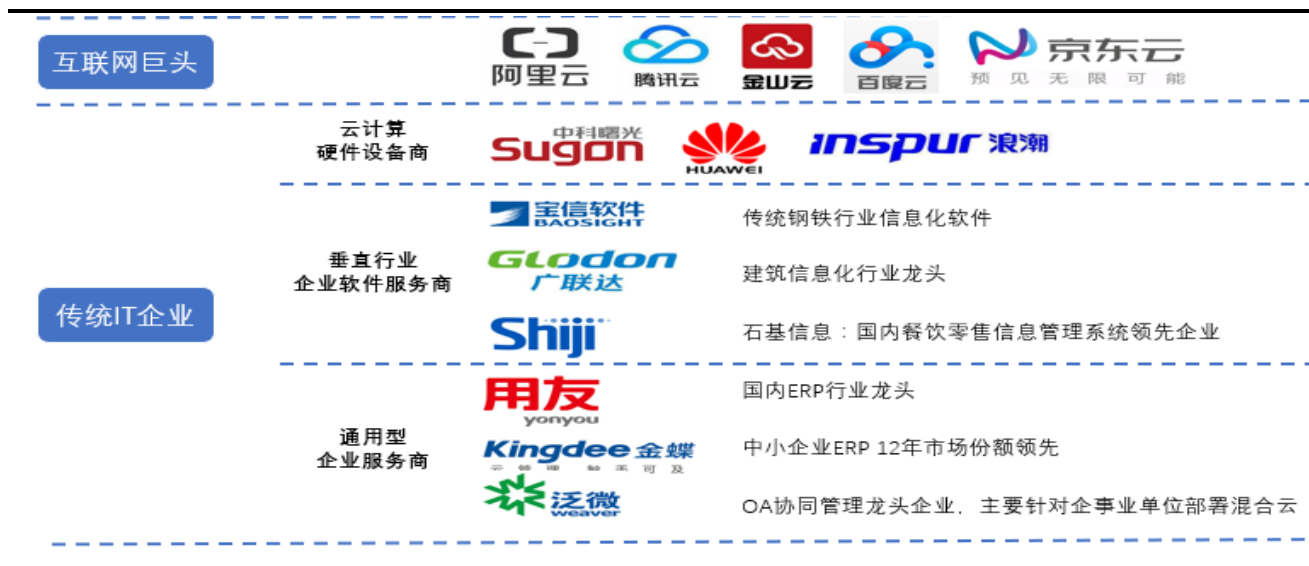 互联网巨头
阿里云
腾讯云
金山云
百度云
京东云
预见无限可能
传统IT企业
云计算
硬件设备商
中科曙光
Sugon
HUAWEI
inspur 浪潮
垂直行业
企业软件服务商
宝信软件
BAOSIGHT
传统钢铁行业信息化软件
GLodon
广联达
建筑信息化行业龙头
Shiji
石基信息：国内餐饮零售信息管理系统领先企业
通用型
企业服务商
用友
yonyou
国内ERP行业龙头
Kingdee 金蝶
中小企业ERP 12年市场份额领先
泛微
weaver
OA协同管理龙头企业，主要针对企事业单位部署混合云